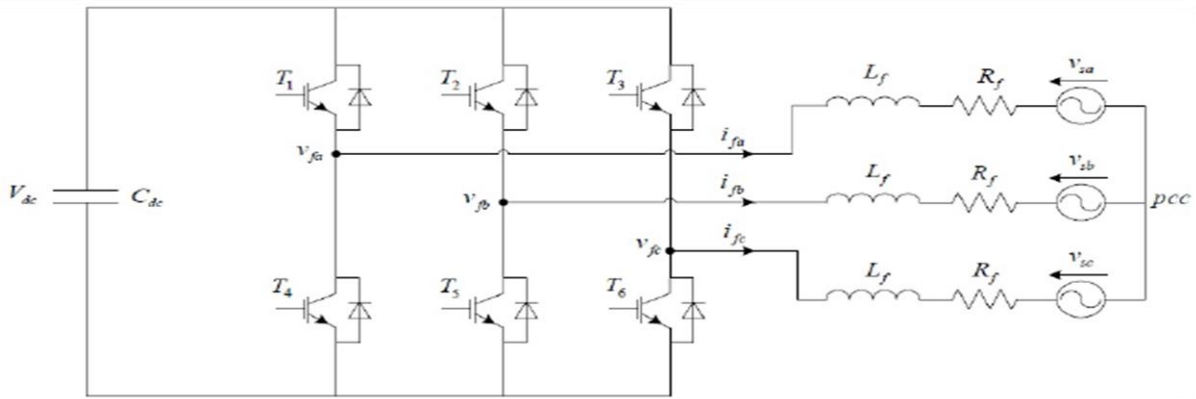 T1 T2 T3
Lf Rf vsa
vfa ifa
Vdc Cdc
vfb ifb Lf Rf vsb
pcc
vfc ifc
T4 T5 T6
Lf Rf vsc